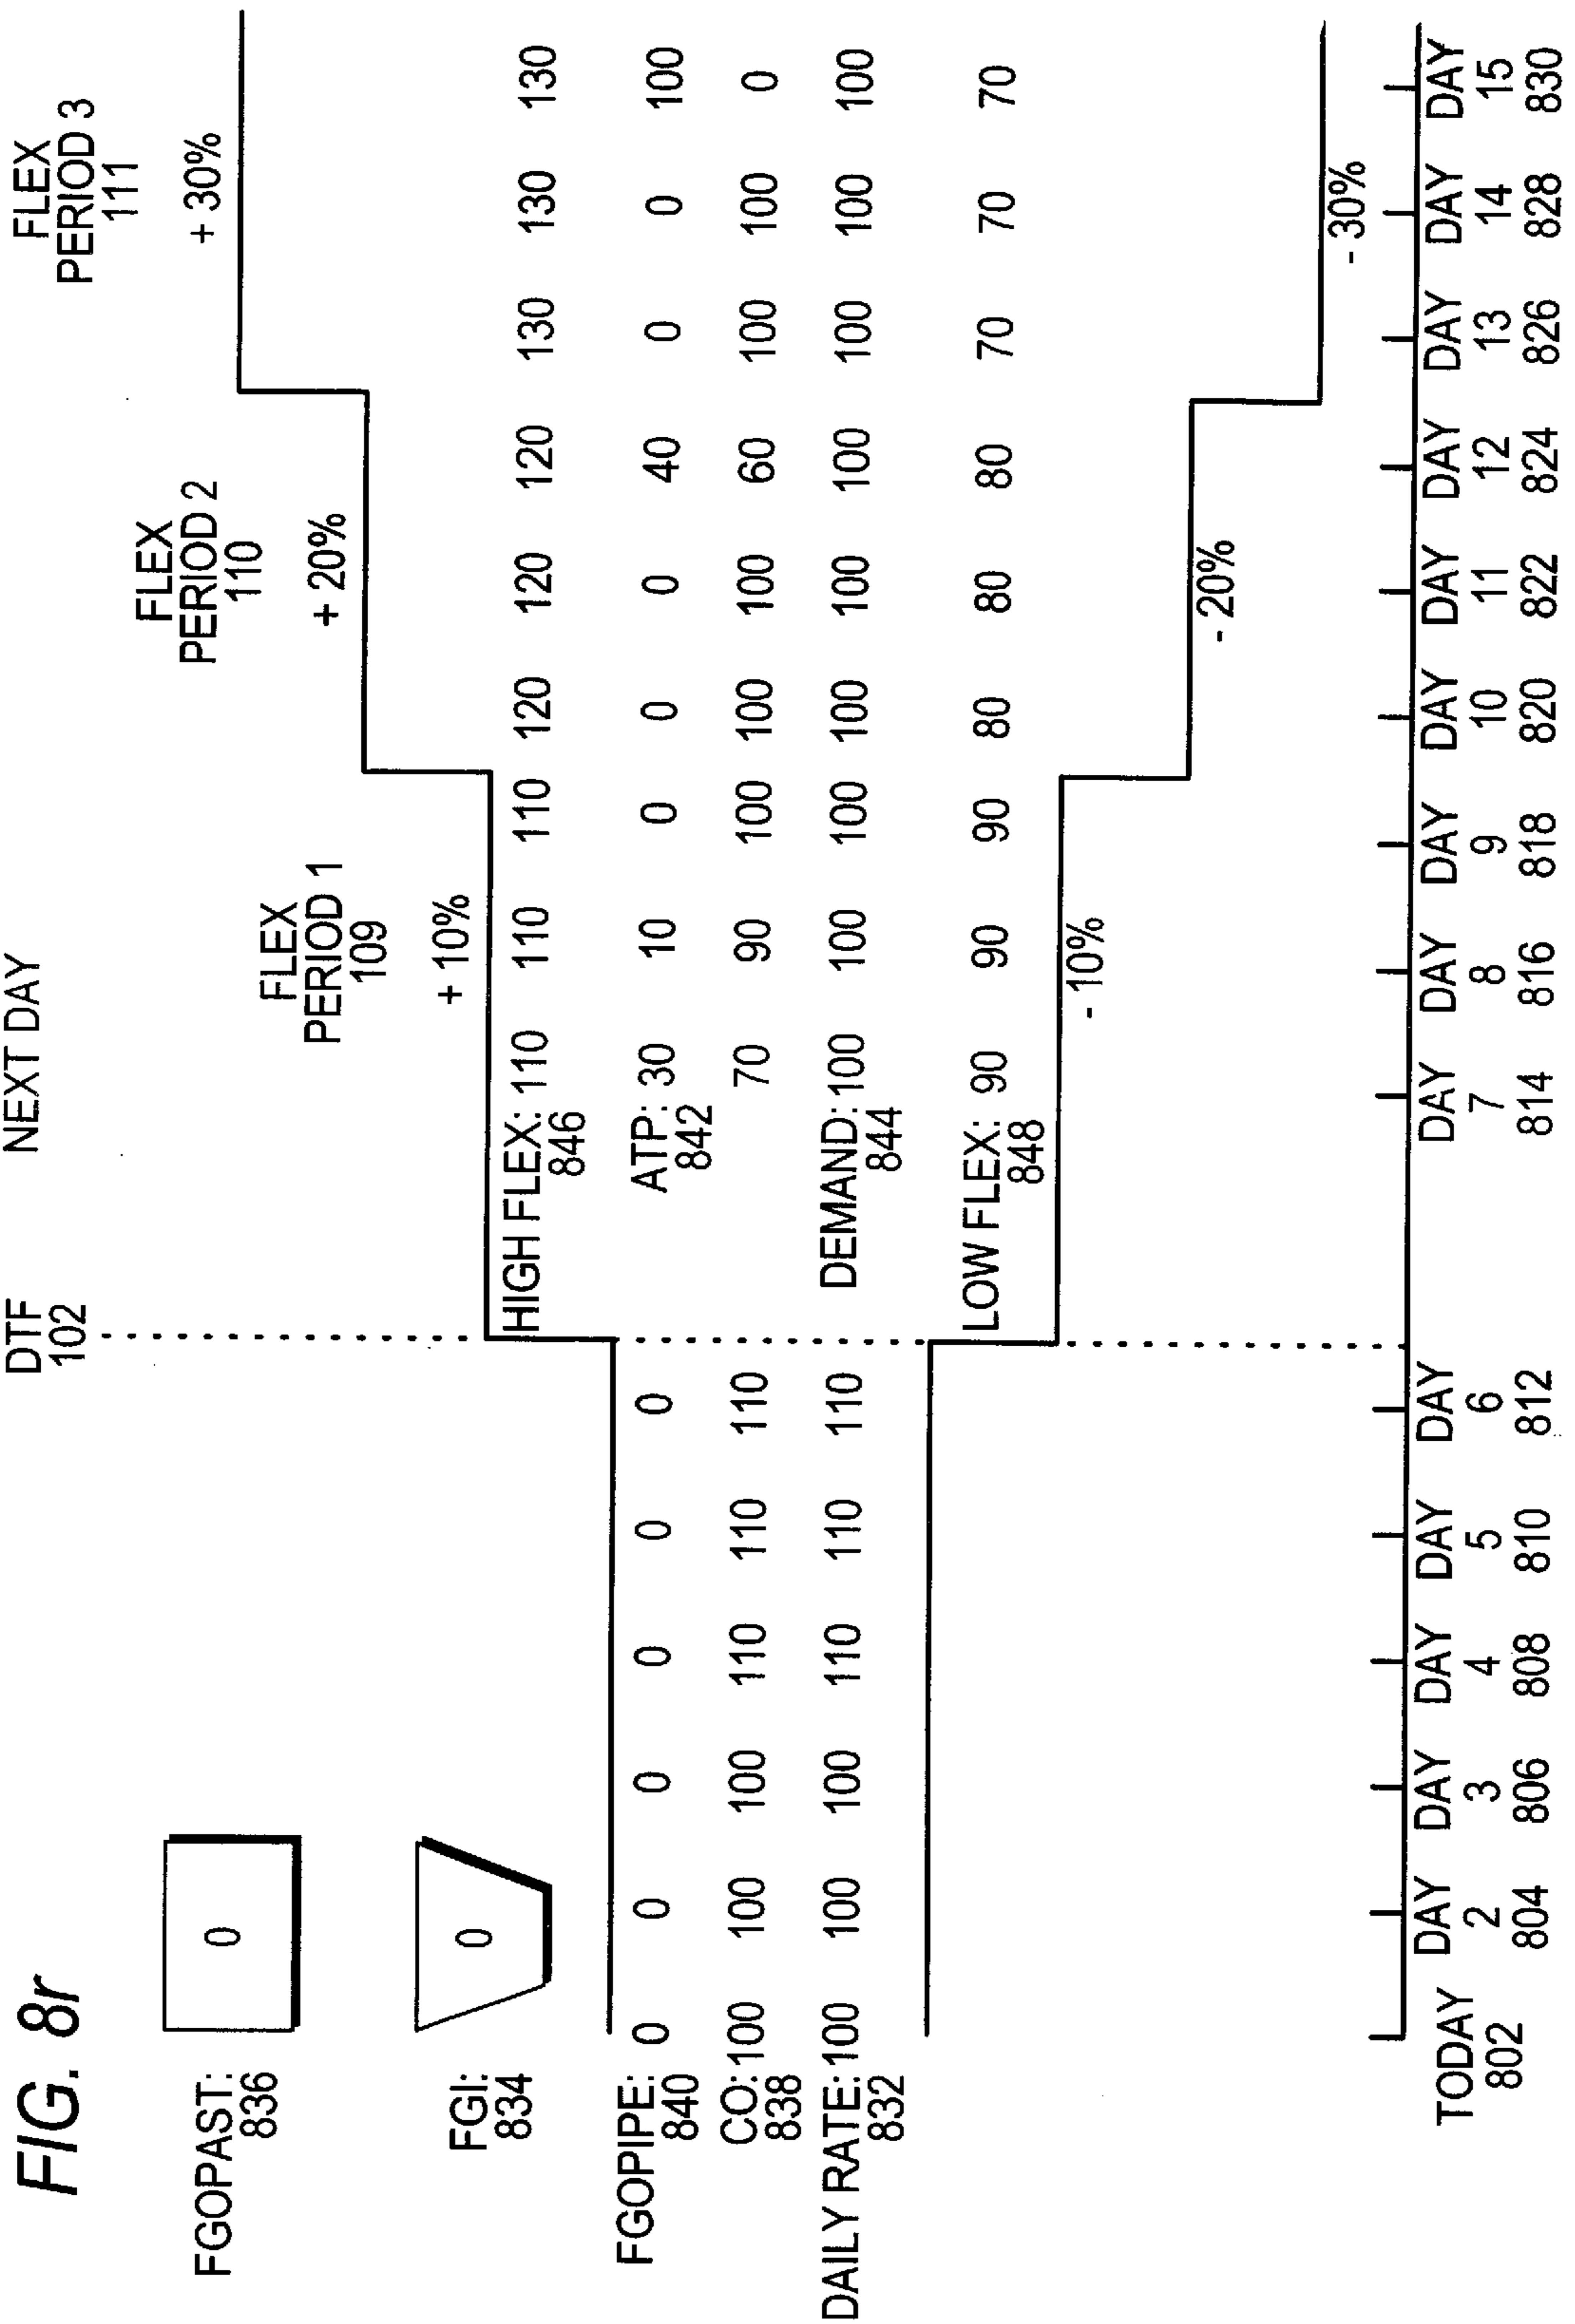 FIG. 8r
DTF
102
NEXT DAY
FLEX
PERIOD 3
111
+ 30%
FLEX
PERIOD 2
110
+ 20%
FLEX
PERIOD 1
109
+ 10%
FGOPAST:
836
0
FGI:
834
0
HIGH FLEX: 110 110 110 120 120 120 130 130 130
846
FGOPIPE: 0 0 0 0 0 0
840
ATP: 30 10 0 0 0 40 0 0 100
842
CO: 100 100 100 110 110 110 70 90 100 100 100 60 100 100 0
838
DAILY RATE: 100 100 100 110 110 110
832
DEMAND: 100 100 100 100 100 100 100 100 100
844
LOW FLEX: 90 90 90 80 80 80 70 70 70
848
- 10%
- 20%
- 30%
TODAY
802
DAY
2
804
DAY
3
806
DAY
4
808
DAY
5
810
DAY
6
812
DAY
7
814
DAY
8
816
DAY
9
818
DAY
10
820
DAY
11
822
DAY
12
824
DAY
13
826
DAY
14
828
DAY
15
830